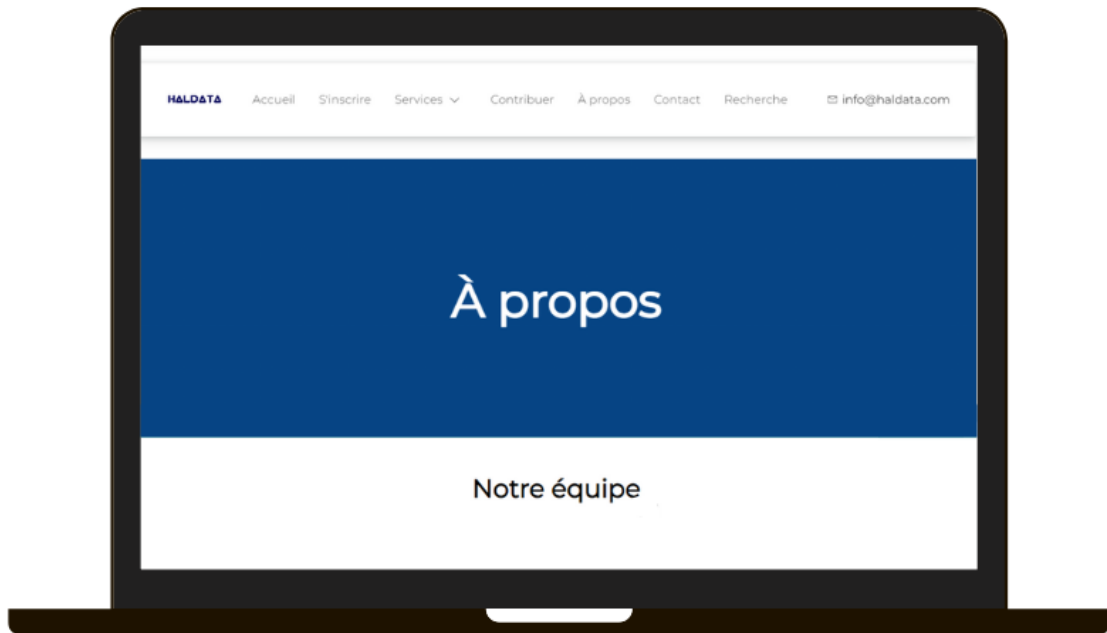 HALDATA Accueil S'inscrire Services Contribuer À propos Contact Recherche info@haldata.com
À propos
Notre équipe